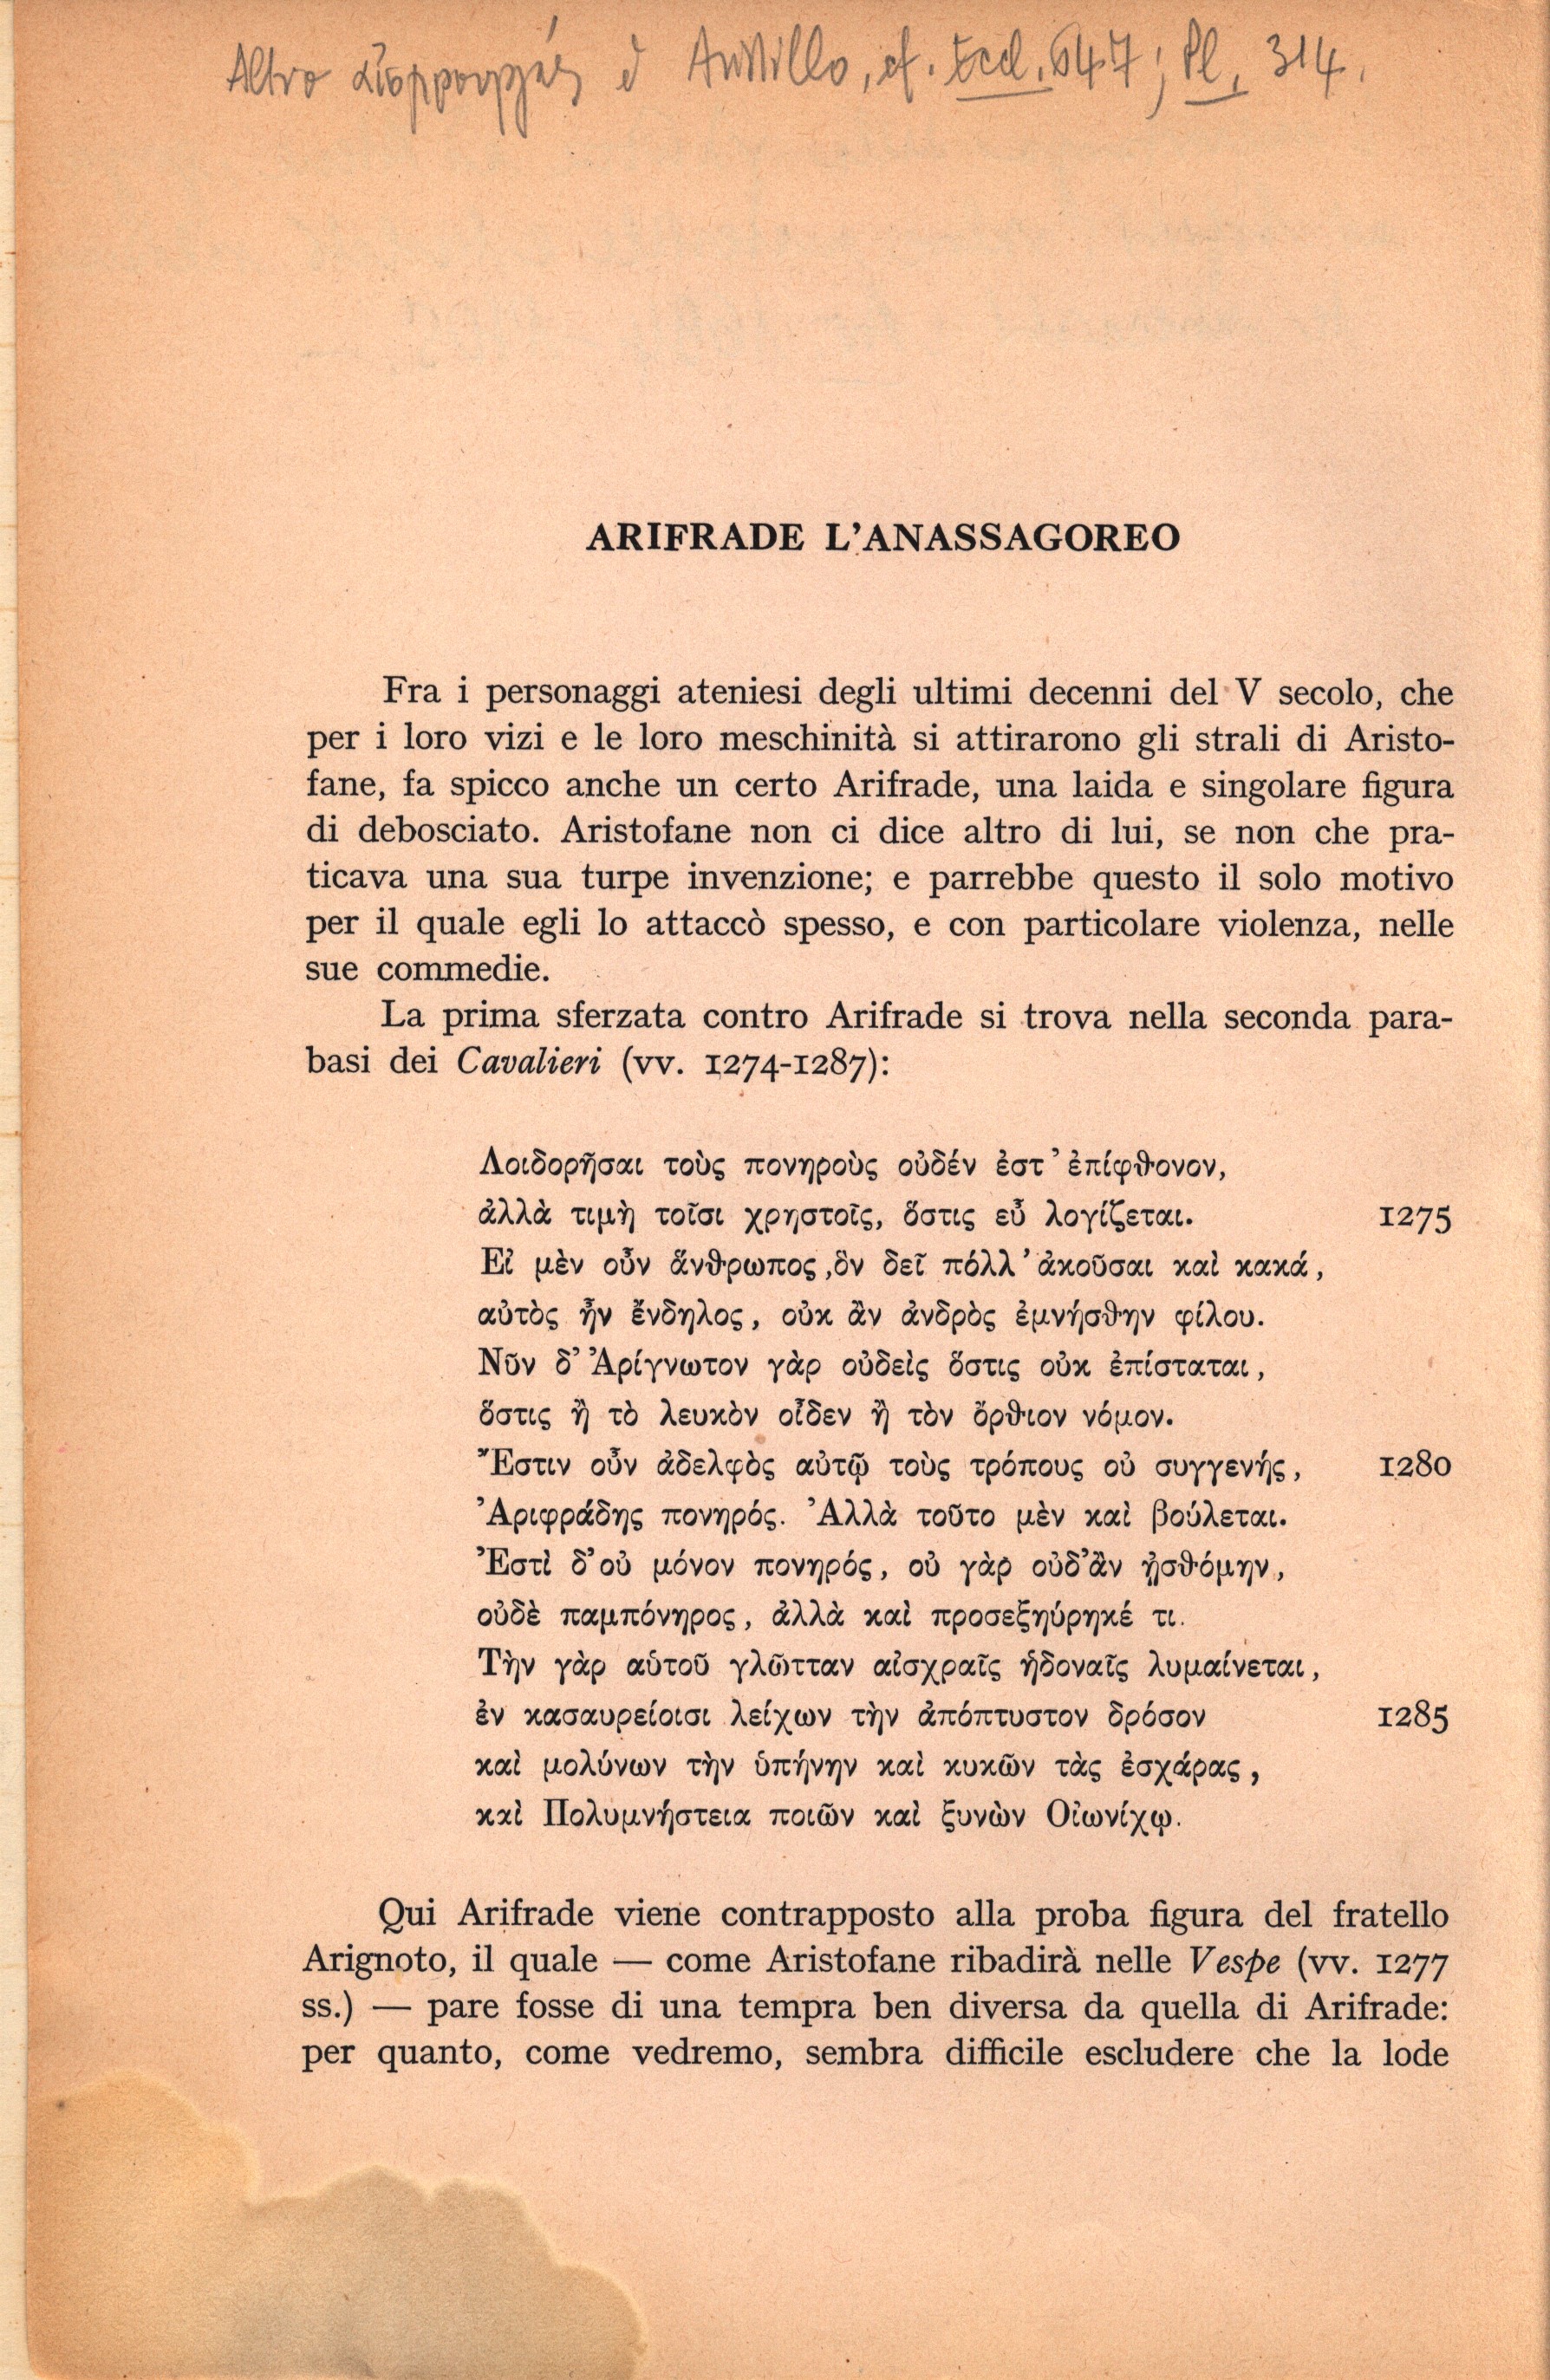 Altro αἰσχρουργός è Aristillo, cf. Eccl. 647; Pl. 314.
ARIFRADE L'ANASSAGOREO
Fra i personaggi ateniesi degli ultimi decenni del V secolo, che
per i loro vizi e le loro meschinità si attirarono gli strali di Aristo-
fane, fa spicco anche un certo Arifrade, una laida e singolare figura
di debosciato. Aristofane non ci dice altro di lui, se non che pra-
ticava una sua turpe invenzione; e parrebbe questo il solo motivo
per il quale egli lo attaccò spesso, e con particolare violenza, nelle
sue commedie.
La prima sferzata contro Arifrade si trova nella seconda para-
basi dei Cavalieri (vv. 1274-1287):
Λοιδορῆσαι τοὺς πονηροὺς οὐδέν ἐστ' ἐπίφθονον,
ἀλλὰ τιμὴ τοῖσι χρηστοῖς, ὅστις εὖ λογίζεται. 1275
Εἰ μὲν οὖν ἄνθρωπος, ὃν δεῖ πόλλ' ἀκοῦσαι καὶ κακά,
αὐτὸς ἦν ἔνδηλος, οὐκ ἂν ἀνδρὸς ἐμνήσθην φίλου.
Νῦν δ' Ἀρίγνωτον γὰρ οὐδεὶς ὅστις οὐκ ἐπίσταται,
ὅστις ἢ τὸ λευκὸν οἶδεν ἢ τὸν ὄρθιον νόμον.
Ἔστιν οὖν ἀδελφὸς αὐτῷ τοὺς τρόπους οὐ συγγενής, 1280
Ἀριφράδης πονηρός. Ἀλλὰ τοῦτο μὲν καὶ βούλεται.
Ἐστὶ δ' οὐ μόνον πονηρός, οὐ γὰρ οὐδ' ἂν ᾐσθόμην,
οὐδὲ παμπόνηρος, ἀλλὰ καὶ προσεξηύρηκέ τι.
Τὴν γὰρ αὑτοῦ γλῶτταν αἰσχραῖς ἡδοναῖς λυμαίνεται,
ἐν κασαυρείοισι λείχων τὴν ἀπόπτυστον δρόσον 1285
καὶ μολύνων τὴν ὑπήνην καὶ κυκῶν τὰς ἐσχάρας,
καὶ Πολυμνήστεια ποιῶν καὶ ξυνὼν Οἰωνίχῳ.
Qui Arifrade viene contrapposto alla proba figura del fratello
Arignoto, il quale — come Aristofane ribadirà nelle Vespe (vv. 1277
ss.) — pare fosse di una tempra ben diversa da quella di Arifrade:
per quanto, come vedremo, sembra difficile escludere che la lode